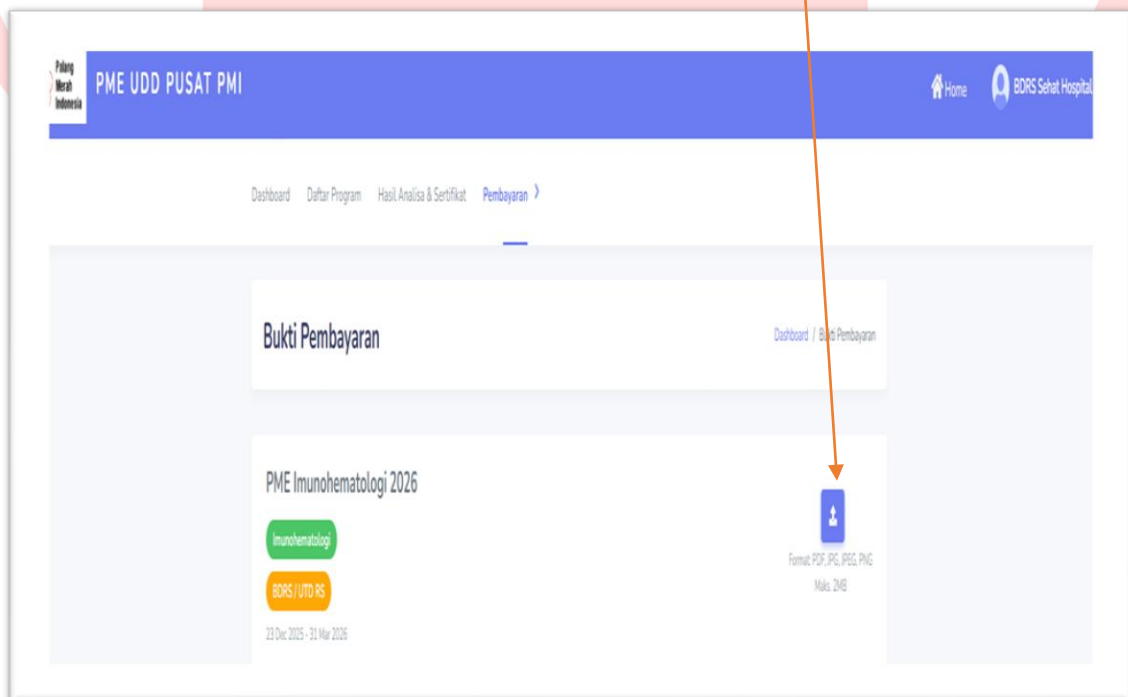 Palang
Merah
Indonesia
PME UDD PUSAT PMI
Home
BDRS Sehat Hospital
Dashboard Daftar Program Hasil Analisa & Sertifikat Pembayaran >
Bukti Pembayaran
Dashboard / Bukti Pembayaran
PME Imunohematologi 2026
Imunohematologi
BDRS / UTD RS
23 Dec 2025 - 31 Mar 2026
Format: PDF, JPG, JPEG, PNG
Maks. 2MB